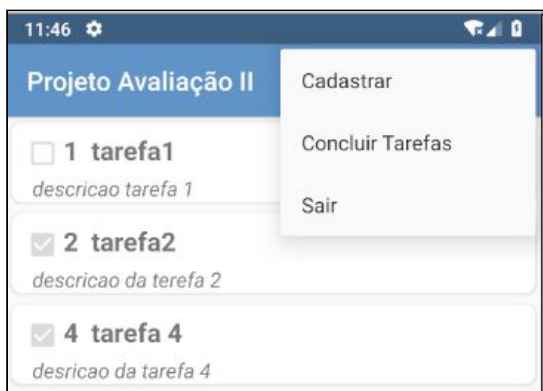 11:46
Projeto Avaliação II
Cadastrar
Concluir Tarefas
Sair
1 tarefa1
descricao tarefa 1
2 tarefa2
descricao da terefa 2
4 tarefa 4
desricao da tarefa 4